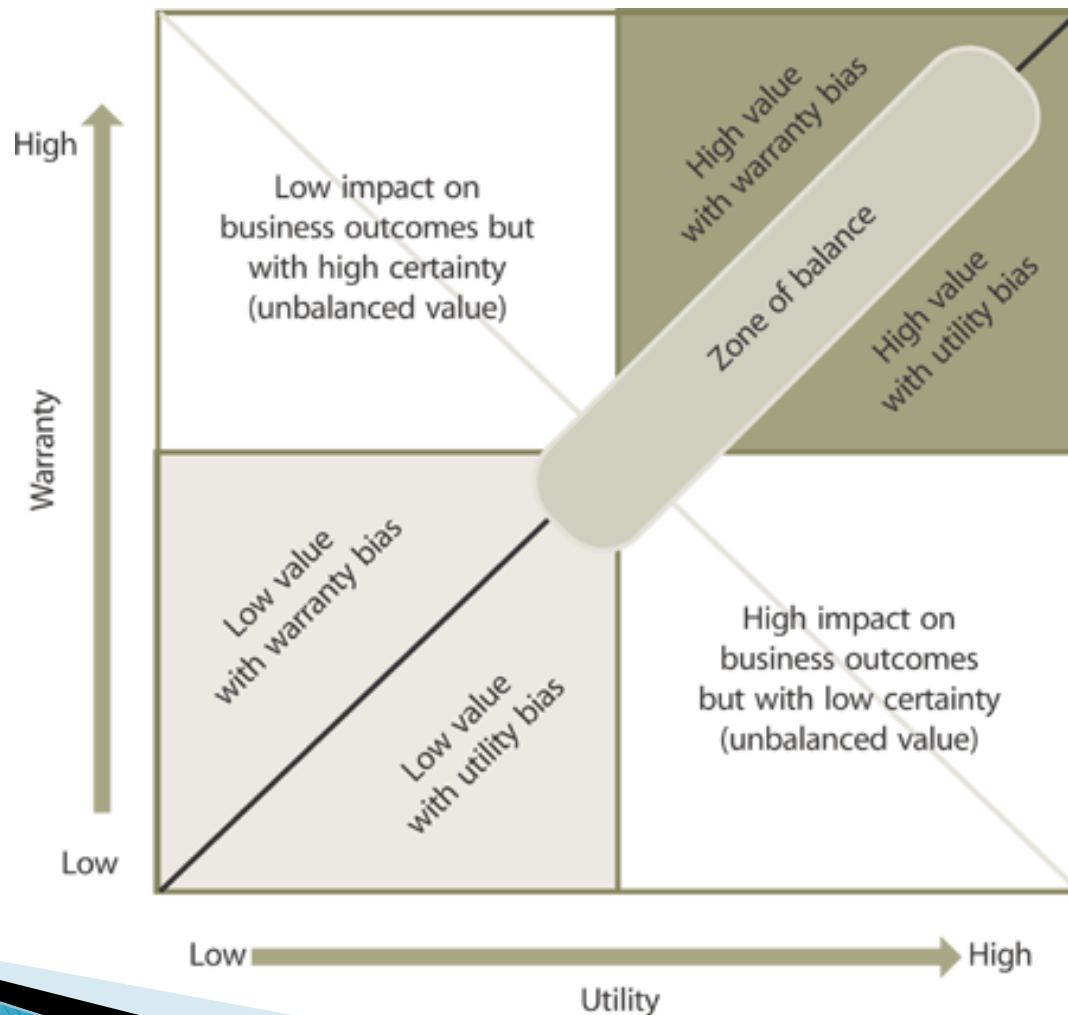 High
Warranty
Low
Low impact on
business outcomes but
with high certainty
(unbalanced value)
High value
with warranty bias
Zone of balance
High value
with utility bias
Low value
with warranty bias
Low value
with utility bias
High impact on
business outcomes
but with low certainty
(unbalanced value)
Low
High
Utility